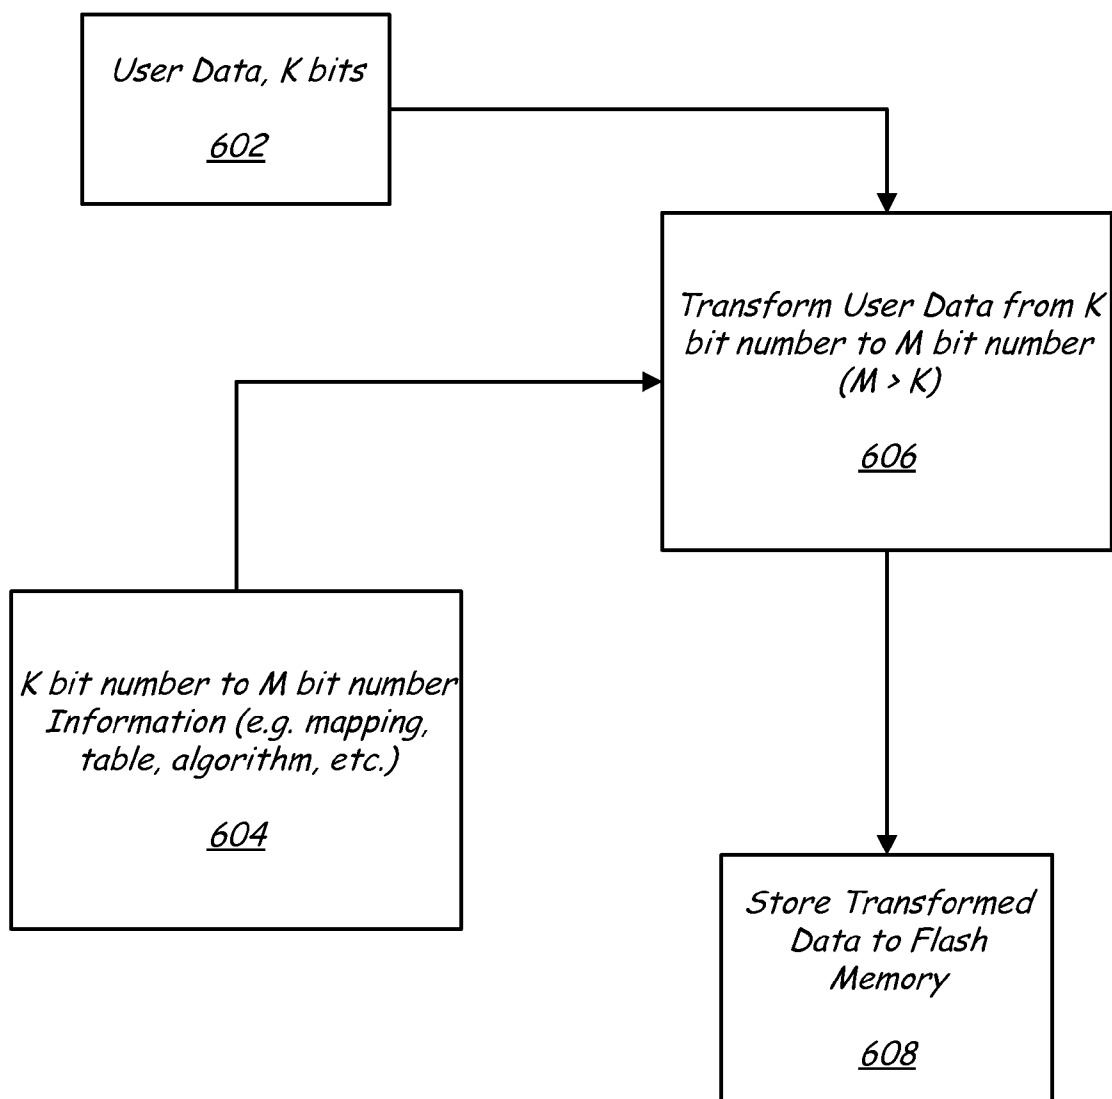 User Data, K bits
602
Transform User Data from K
bit number to M bit number
(M > K)
606
K bit number to M bit number
Information (e.g. mapping,
table, algorithm, etc.)
604
Store Transformed
Data to Flash
Memory
608